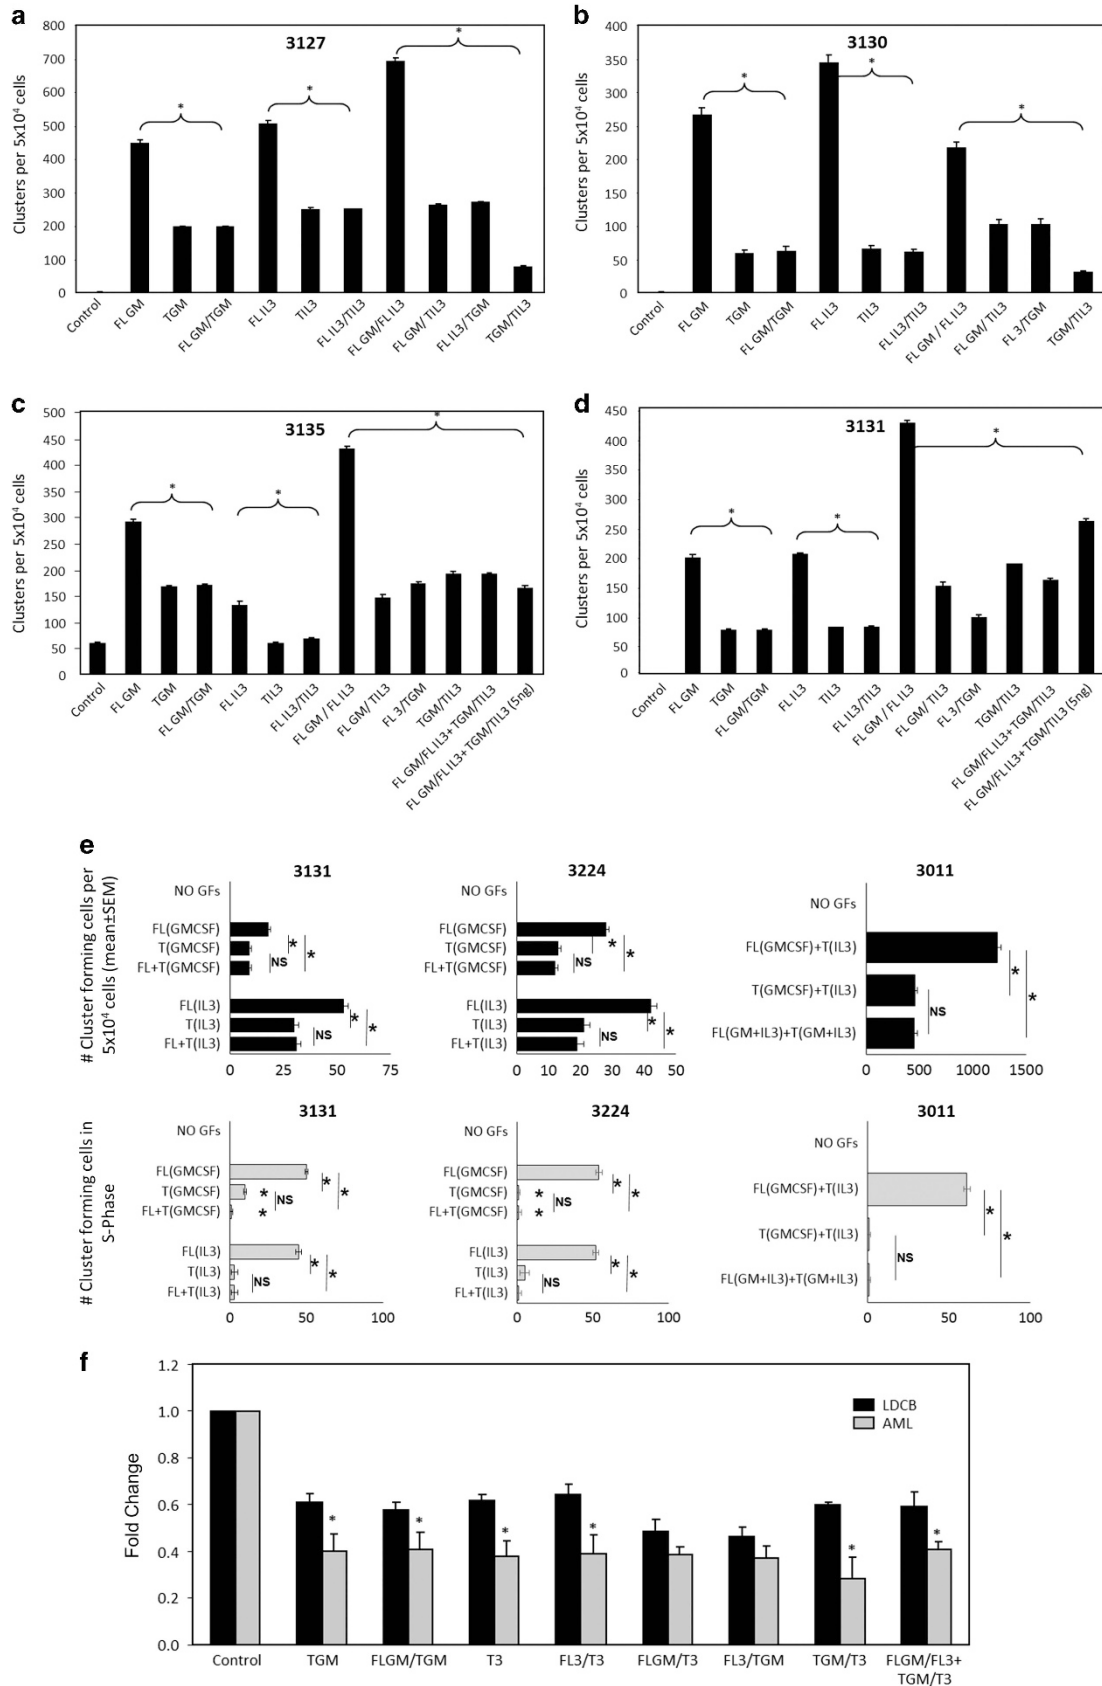 a
3127
*
*
*
Clusters per 5x10⁴ cells
800
700
600
500
400
300
200
100
0
Control
FL GM
TGM
FL GM/TGM
FL IL3
TIL3
FL IL3/TIL3
FL GM/FL IL3
FL GM/TIL3
FL IL3/TGM
TGM/TIL3
b
3130
*
*
*
Clusters per 5x10⁴ cells
400
350
300
250
200
150
100
50
0
Control
FL GM
TGM
FL GM/TGM
FL IL3
TIL3
FL IL3/TIL3
FL GM / FL IL3
FL GM/ TIL3
FL 3/TGM
TGM/TIL3
c
3135
*
*
*
Clusters per 5x10⁴ cells
500
450
400
350
300
250
200
150
100
50
0
Control
FL GM
TGM
FL GM/TGM
FL IL3
TIL3
FL IL3/TIL3
FL GM / FL IL3
FL GM/ TIL3
FL 3/TGM
TGM/TIL3
FL GM/FL IL3+ TGM/TIL3
FL GM/FL IL3+ TGM/TIL3 (5ng)
d
3131
*
*
*
Clusters per 5x10⁴ cells
450
400
350
300
250
200
150
100
50
0
Control
FL GM
TGM
FL GM/TGM
FL IL3
TIL3
FL IL3/TIL3
FL GM / FL IL3
FL GM/ TIL3
FL 3/TGM
TGM/TIL3
FL GM/FL IL3+ TGM/TIL3
FL GM/FL IL3+ TGM/TIL3 (5ng)
e
# Cluster forming cells per
5x10⁴ cells (mean±SEM)
3131
NO GFs
FL(GMCSF)
T(GMCSF) * *
FL+T(GMCSF) NS
FL(IL3)
T(IL3) * *
FL+T(IL3) NS
0 25 50 75
3224
NO GFs
FL(GMCSF)
T(GMCSF) * *
FL+T(GMCSF) NS
FL(IL3)
T(IL3) * *
FL+T(IL3) NS
0 10 20 30 40 50
3011
NO GFs
FL(GMCSF)+T(IL3)
* *
T(GMCSF)+T(IL3)
NS
FL(GM+IL3)+T(GM+IL3)
0 500 1000 1500
# Cluster forming cells in
S-Phase
3131
NO GFs
FL(GMCSF) * *
T(GMCSF) * NS
FL+T(GMCSF) *
FL(IL3) * *
T(IL3) NS
FL+T(IL3)
0 50 100
3224
NO GFs
FL(GMCSF) * *
T(GMCSF) * NS
FL+T(GMCSF) *
FL(IL3) * *
T(IL3) NS
FL+T(IL3)
0 50 100
3011
NO GFs
FL(GMCSF)+T(IL3)
* *
T(GMCSF)+T(IL3)
NS
FL(GM+IL3)+T(GM+IL3)
0 50 100
f
Fold Change
1.2
1.0
0.8
0.6
0.4
0.2
0.0
LDCB
AML
* * * * * *
Control TGM FLGM/TGM T3 FL3/T3 FLGM/T3 FL3/TGM TGM/T3 FLGM/FL3+
TGM/T3